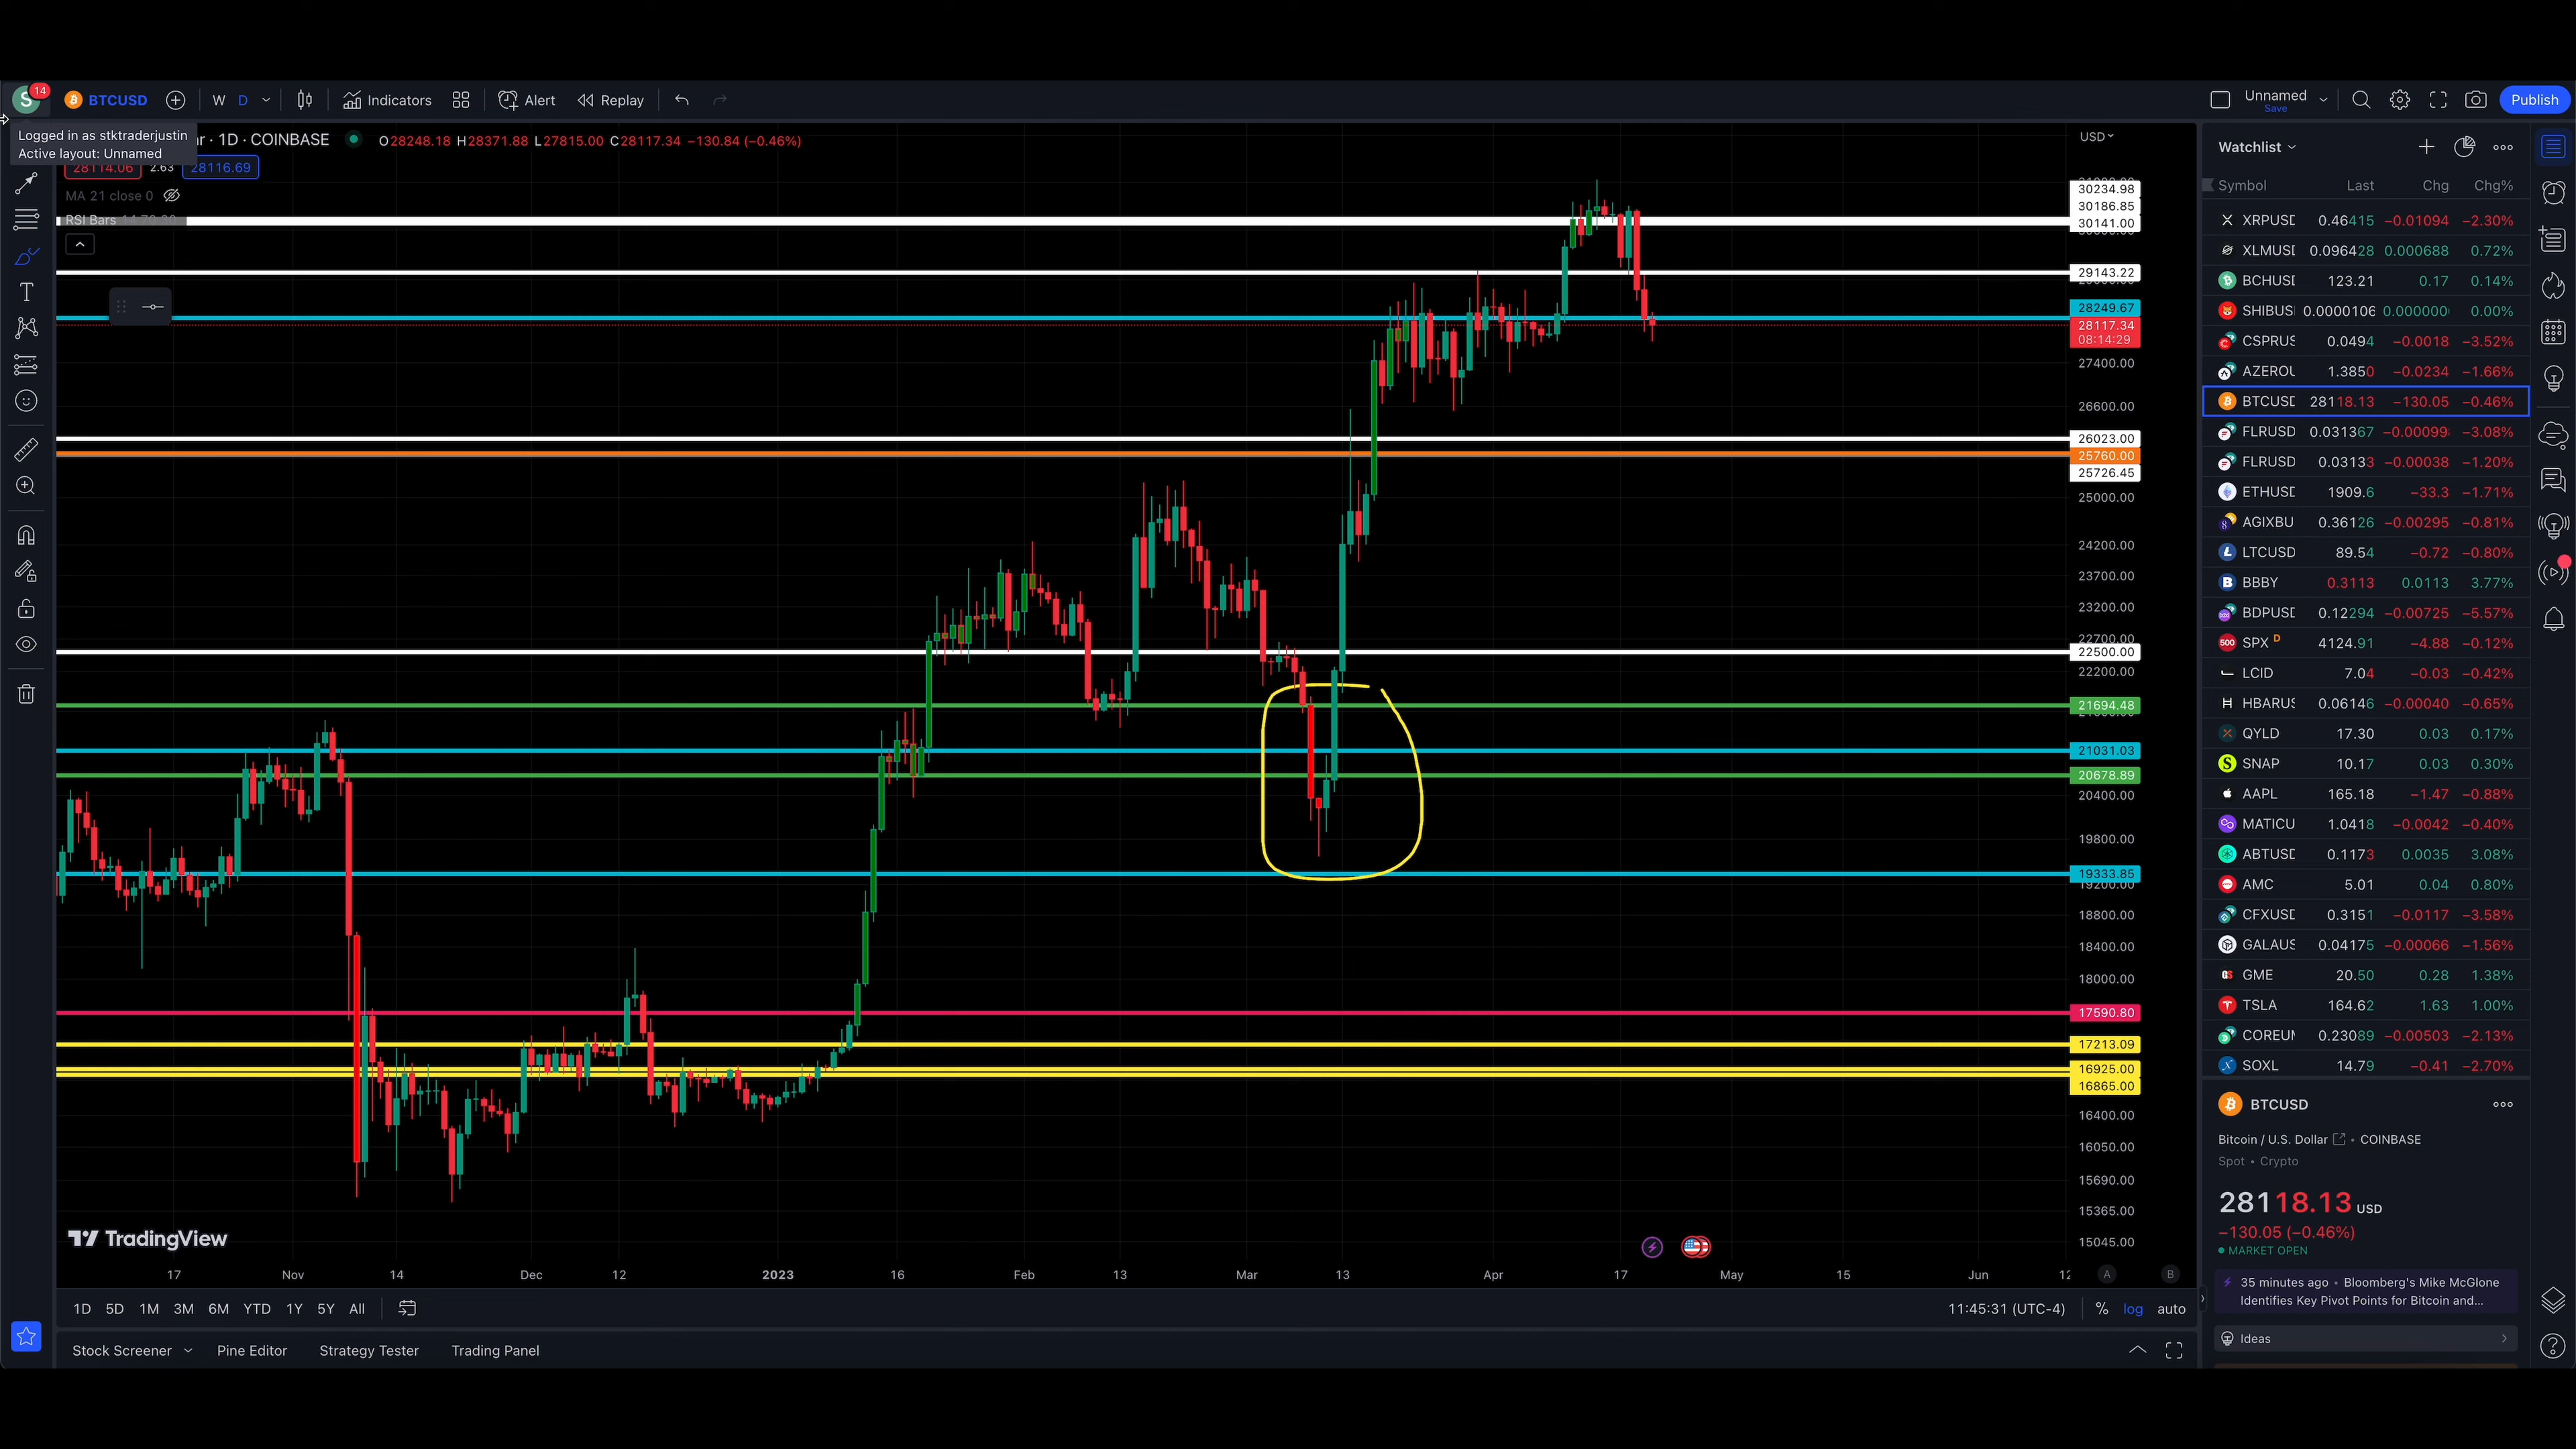 S 14 BTCUSD W D Indicators Alert Replay Unnamed Save Publish
Logged in as stktraderjustin
Active layout: Unnamed
ar · 1D · COINBASE O28248.18 H28371.88 L27815.00 C28117.34 −130.84 (−0.46%)
28114.06 2.63 28116.69
MA 21 close 0
RSI Bars
USD
30234.98
30186.85
30141.00
29143.22
28249.67
28117.34
08:14:29
27400.00
26600.00
26023.00
25760.00
25726.45
25000.00
24200.00
23700.00
23200.00
22700.00
22500.00
22200.00
21694.48
21031.03
20678.89
20400.00
19800.00
19333.85
19200.00
18800.00
18400.00
18000.00
17590.80
17213.09
16925.00
16865.00
16400.00
16050.00
15690.00
15365.00
15045.00
TradingView
17 Nov 14 Dec 12 2023 16 Feb 13 Mar 13 Apr 17 May 15 Jun 12 A B
1D 5D 1M 3M 6M YTD 1Y 5Y All 11:45:31 (UTC-4) % log auto
Stock Screener Pine Editor Strategy Tester Trading Panel
Watchlist
Symbol Last Chg Chg%
XRPUSD 0.46415 −0.01094 −2.30%
XLMUSD 0.096428 0.000688 0.72%
BCHUSD 123.21 0.17 0.14%
SHIBUS 0.0000106 0.000000 0.00%
CSPRUS 0.0494 −0.0018 −3.52%
AZEROU 1.3850 −0.0234 −1.66%
BTCUSD 28118.13 −130.05 −0.46%
FLRUSD 0.031367 −0.00099 −3.08%
FLRUSD 0.03133 −0.00038 −1.20%
ETHUSD 1909.6 −33.3 −1.71%
AGIXBU 0.36126 −0.00295 −0.81%
LTCUSD 89.54 −0.72 −0.80%
BBBY 0.3113 0.0113 3.77%
BDPUSD 0.12294 −0.00725 −5.57%
SPX D 4124.91 −4.88 −0.12%
LCID 7.04 −0.03 −0.42%
HBARUS 0.06146 −0.00040 −0.65%
QYLD 17.30 0.03 0.17%
SNAP 10.17 0.03 0.30%
AAPL 165.18 −1.47 −0.88%
MATICU 1.0418 −0.0042 −0.40%
ABTUSD 0.1173 0.0035 3.08%
AMC 5.01 0.04 0.80%
CFXUSD 0.3151 −0.0117 −3.58%
GALAUS 0.04175 −0.00066 −1.56%
GME 20.50 0.28 1.38%
TSLA 164.62 1.63 1.00%
COREUM 0.23089 −0.00503 −2.13%
SOXL 14.79 −0.41 −2.70%
BTCUSD
Bitcoin / U.S. Dollar • COINBASE
Spot • Crypto
28118.13 USD
−130.05 (−0.46%)
MARKET OPEN
35 minutes ago • Bloomberg's Mike McGlone
Identifies Key Pivot Points for Bitcoin and...
Ideas